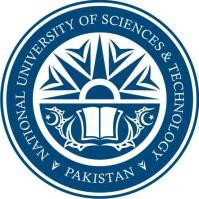 NATIONAL UNIVERSITY OF SCIENCES & TECHNOLOGY
PAKISTAN